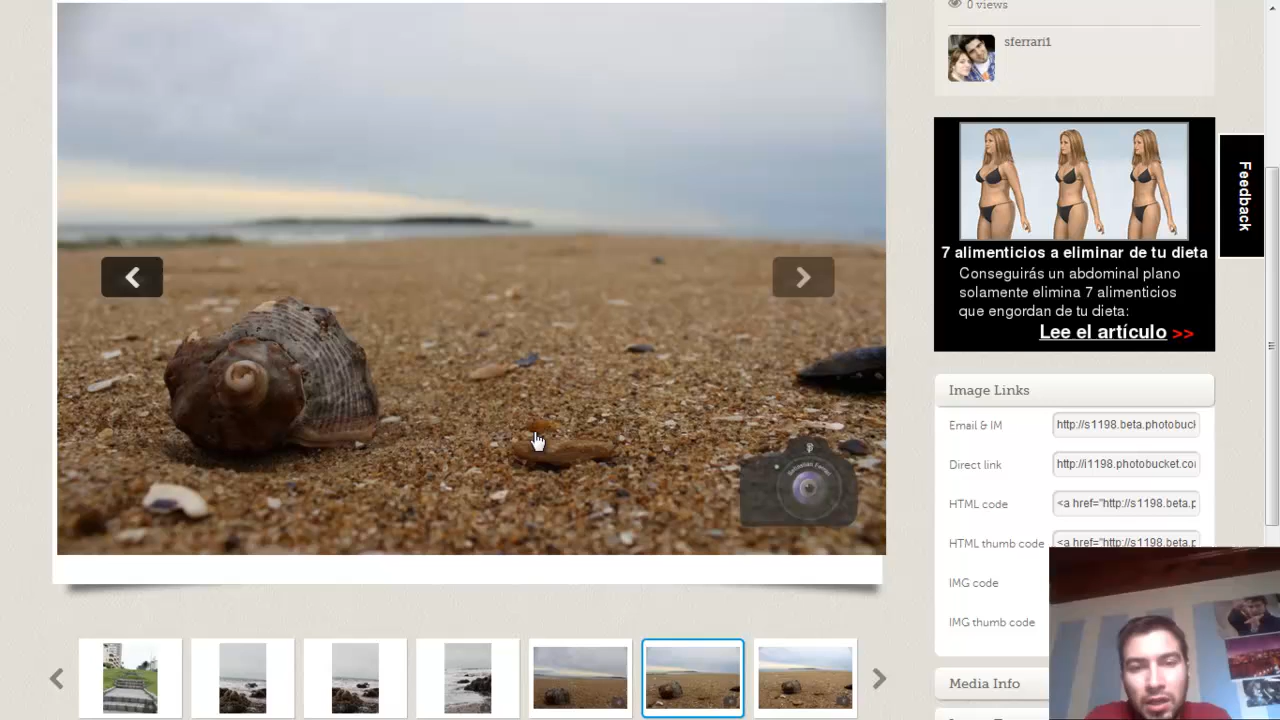 0 views
sferrari1
7 alimenticios a eliminar de tu dieta
Conseguirás un abdominal plano
solamente elimina 7 alimenticios
que engordan de tu dieta:
Lee el artículo >>
Feedback
Image Links
Email & IM
http://s1198.beta.photobuck
Direct link
http://i1198.photobucket.co
HTML code
<a href="http://s1198.beta.p
HTML thumb code
<a href="http://s1198.beta.p
IMG code
IMG thumb code
Media Info